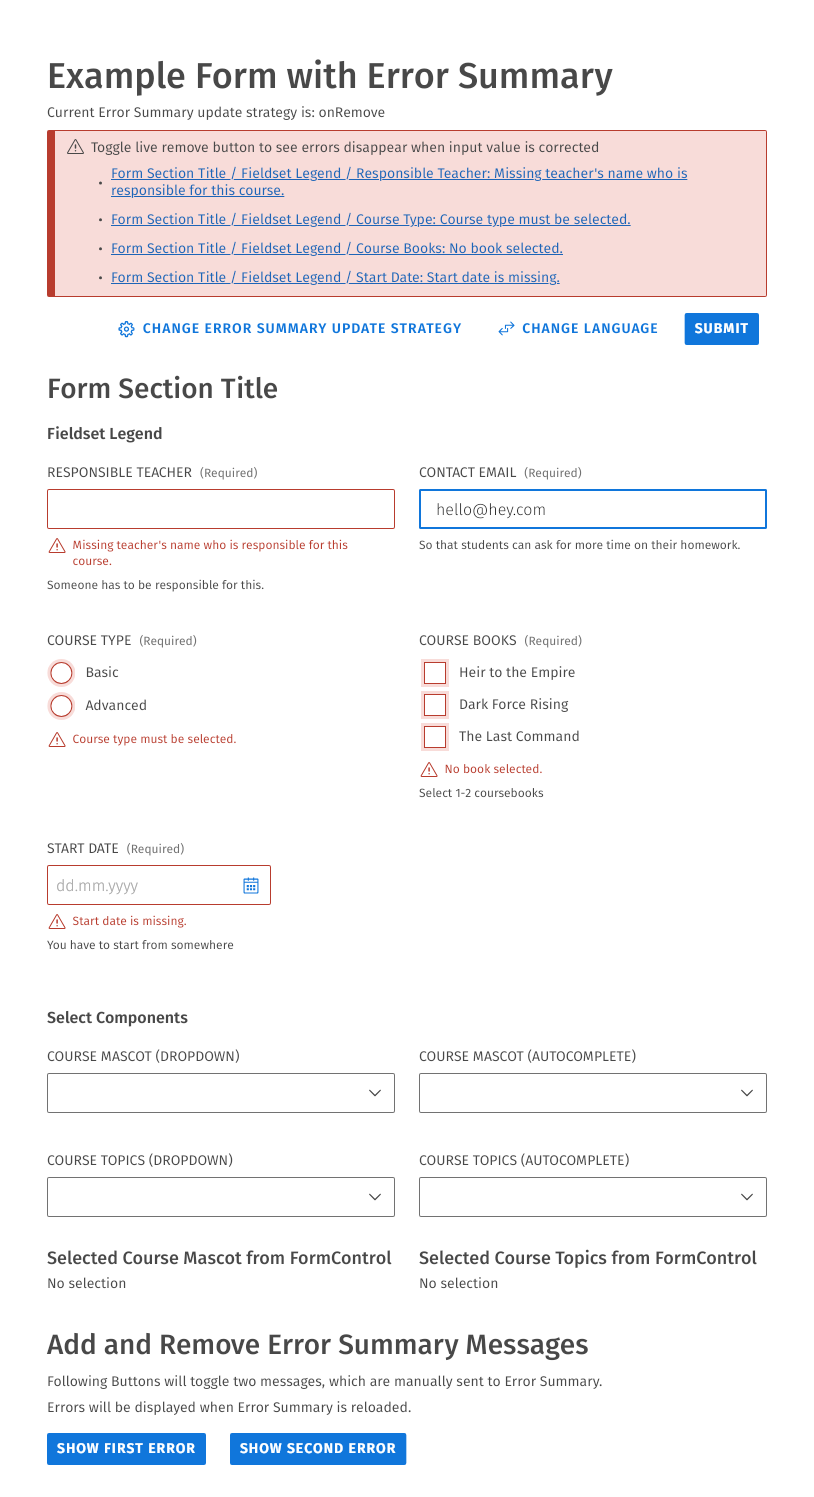 Example Form with Error Summary
Current Error Summary update strategy is: onRemove
Toggle live remove button to see errors disappear when input value is corrected
• Form Section Title / Fieldset Legend / Responsible Teacher: Missing teacher's name who is
responsible for this course.
• Form Section Title / Fieldset Legend / Course Type: Course type must be selected.
• Form Section Title / Fieldset Legend / Course Books: No book selected.
• Form Section Title / Fieldset Legend / Start Date: Start date is missing.
CHANGE ERROR SUMMARY UPDATE STRATEGY CHANGE LANGUAGE SUBMIT
Form Section Title
Fieldset Legend
RESPONSIBLE TEACHER (Required)
Missing teacher's name who is responsible for this
course.
Someone has to be responsible for this.
CONTACT EMAIL (Required)
hello@hey.com
So that students can ask for more time on their homework.
COURSE TYPE (Required)
Basic
Advanced
Course type must be selected.
COURSE BOOKS (Required)
Heir to the Empire
Dark Force Rising
The Last Command
No book selected.
Select 1-2 coursebooks
START DATE (Required)
dd.mm.yyyy
Start date is missing.
You have to start from somewhere
Select Components
COURSE MASCOT (DROPDOWN)
COURSE MASCOT (AUTOCOMPLETE)
COURSE TOPICS (DROPDOWN)
COURSE TOPICS (AUTOCOMPLETE)
Selected Course Mascot from FormControl
No selection
Selected Course Topics from FormControl
No selection
Add and Remove Error Summary Messages
Following Buttons will toggle two messages, which are manually sent to Error Summary.
Errors will be displayed when Error Summary is reloaded.
SHOW FIRST ERROR SHOW SECOND ERROR